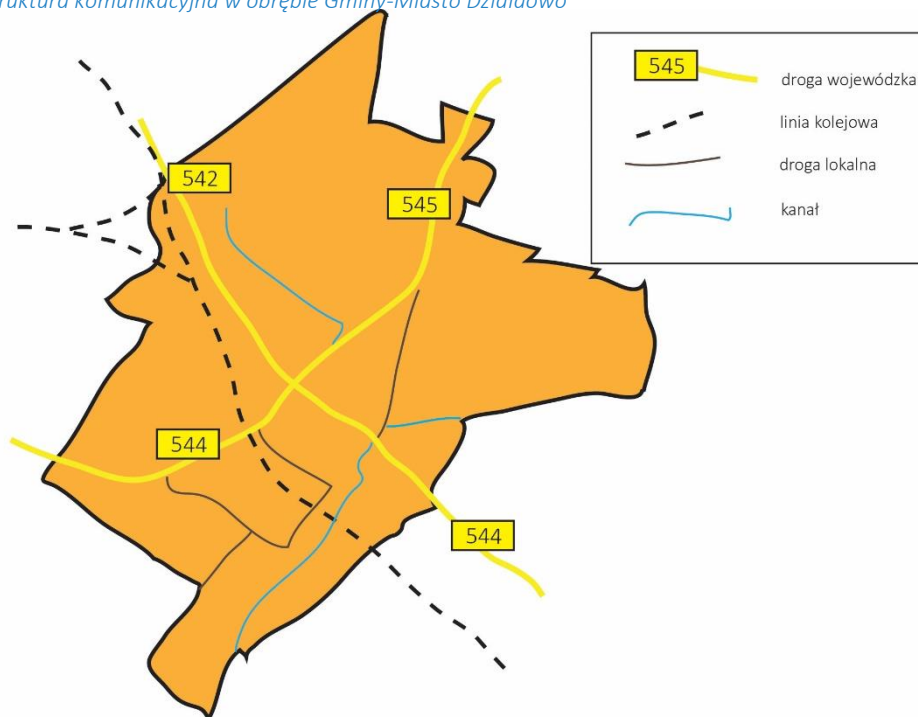 ruktura komunikacyjna w obrębie Gminy-Miasto Działdowo
545 droga wojewódzka
linia kolejowa
droga lokalna
kanał
542
545
544
544